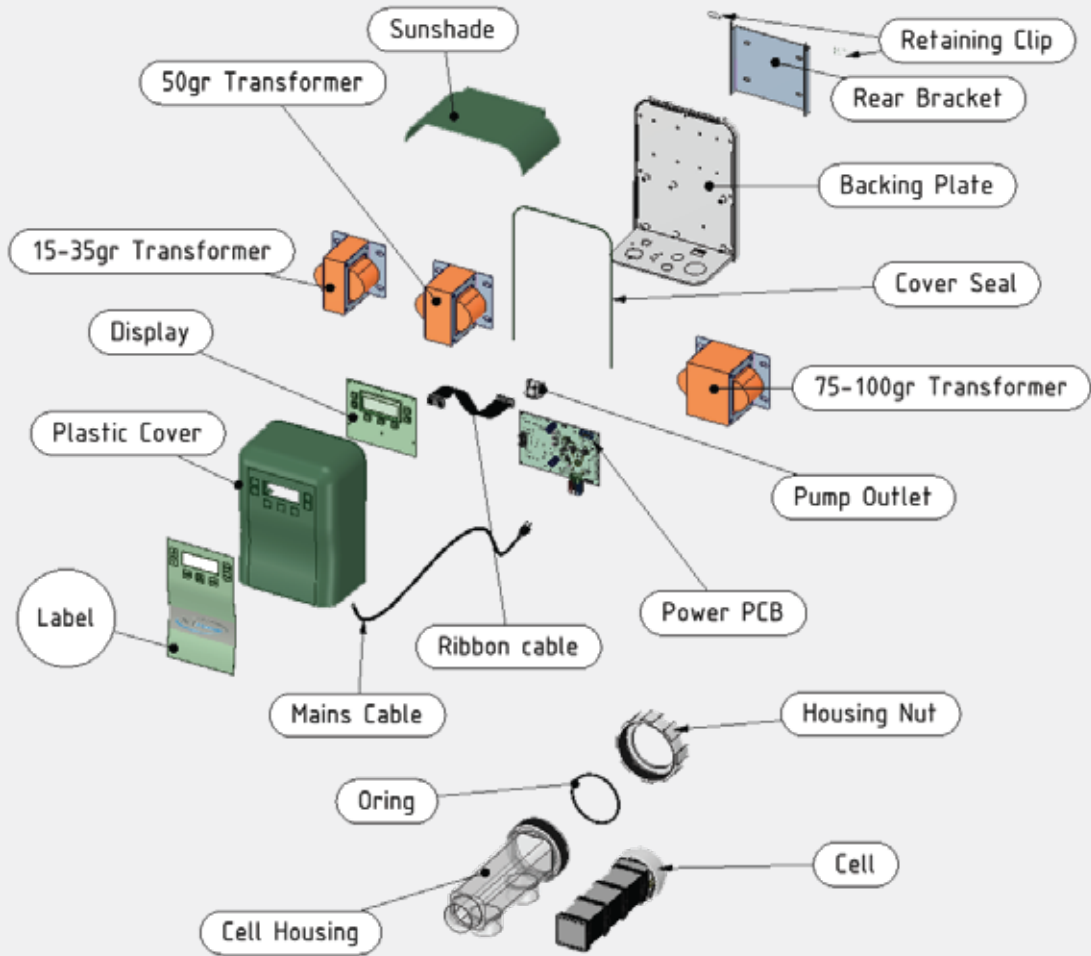 Sunshade
Retaining Clip
50gr Transformer
Rear Bracket
Backing Plate
15-35gr Transformer
Cover Seal
Display
75-100gr Transformer
Plastic Cover
Pump Outlet
Label
Power PCB
Ribbon cable
Mains Cable
Housing Nut
Oring
Cell
Cell Housing